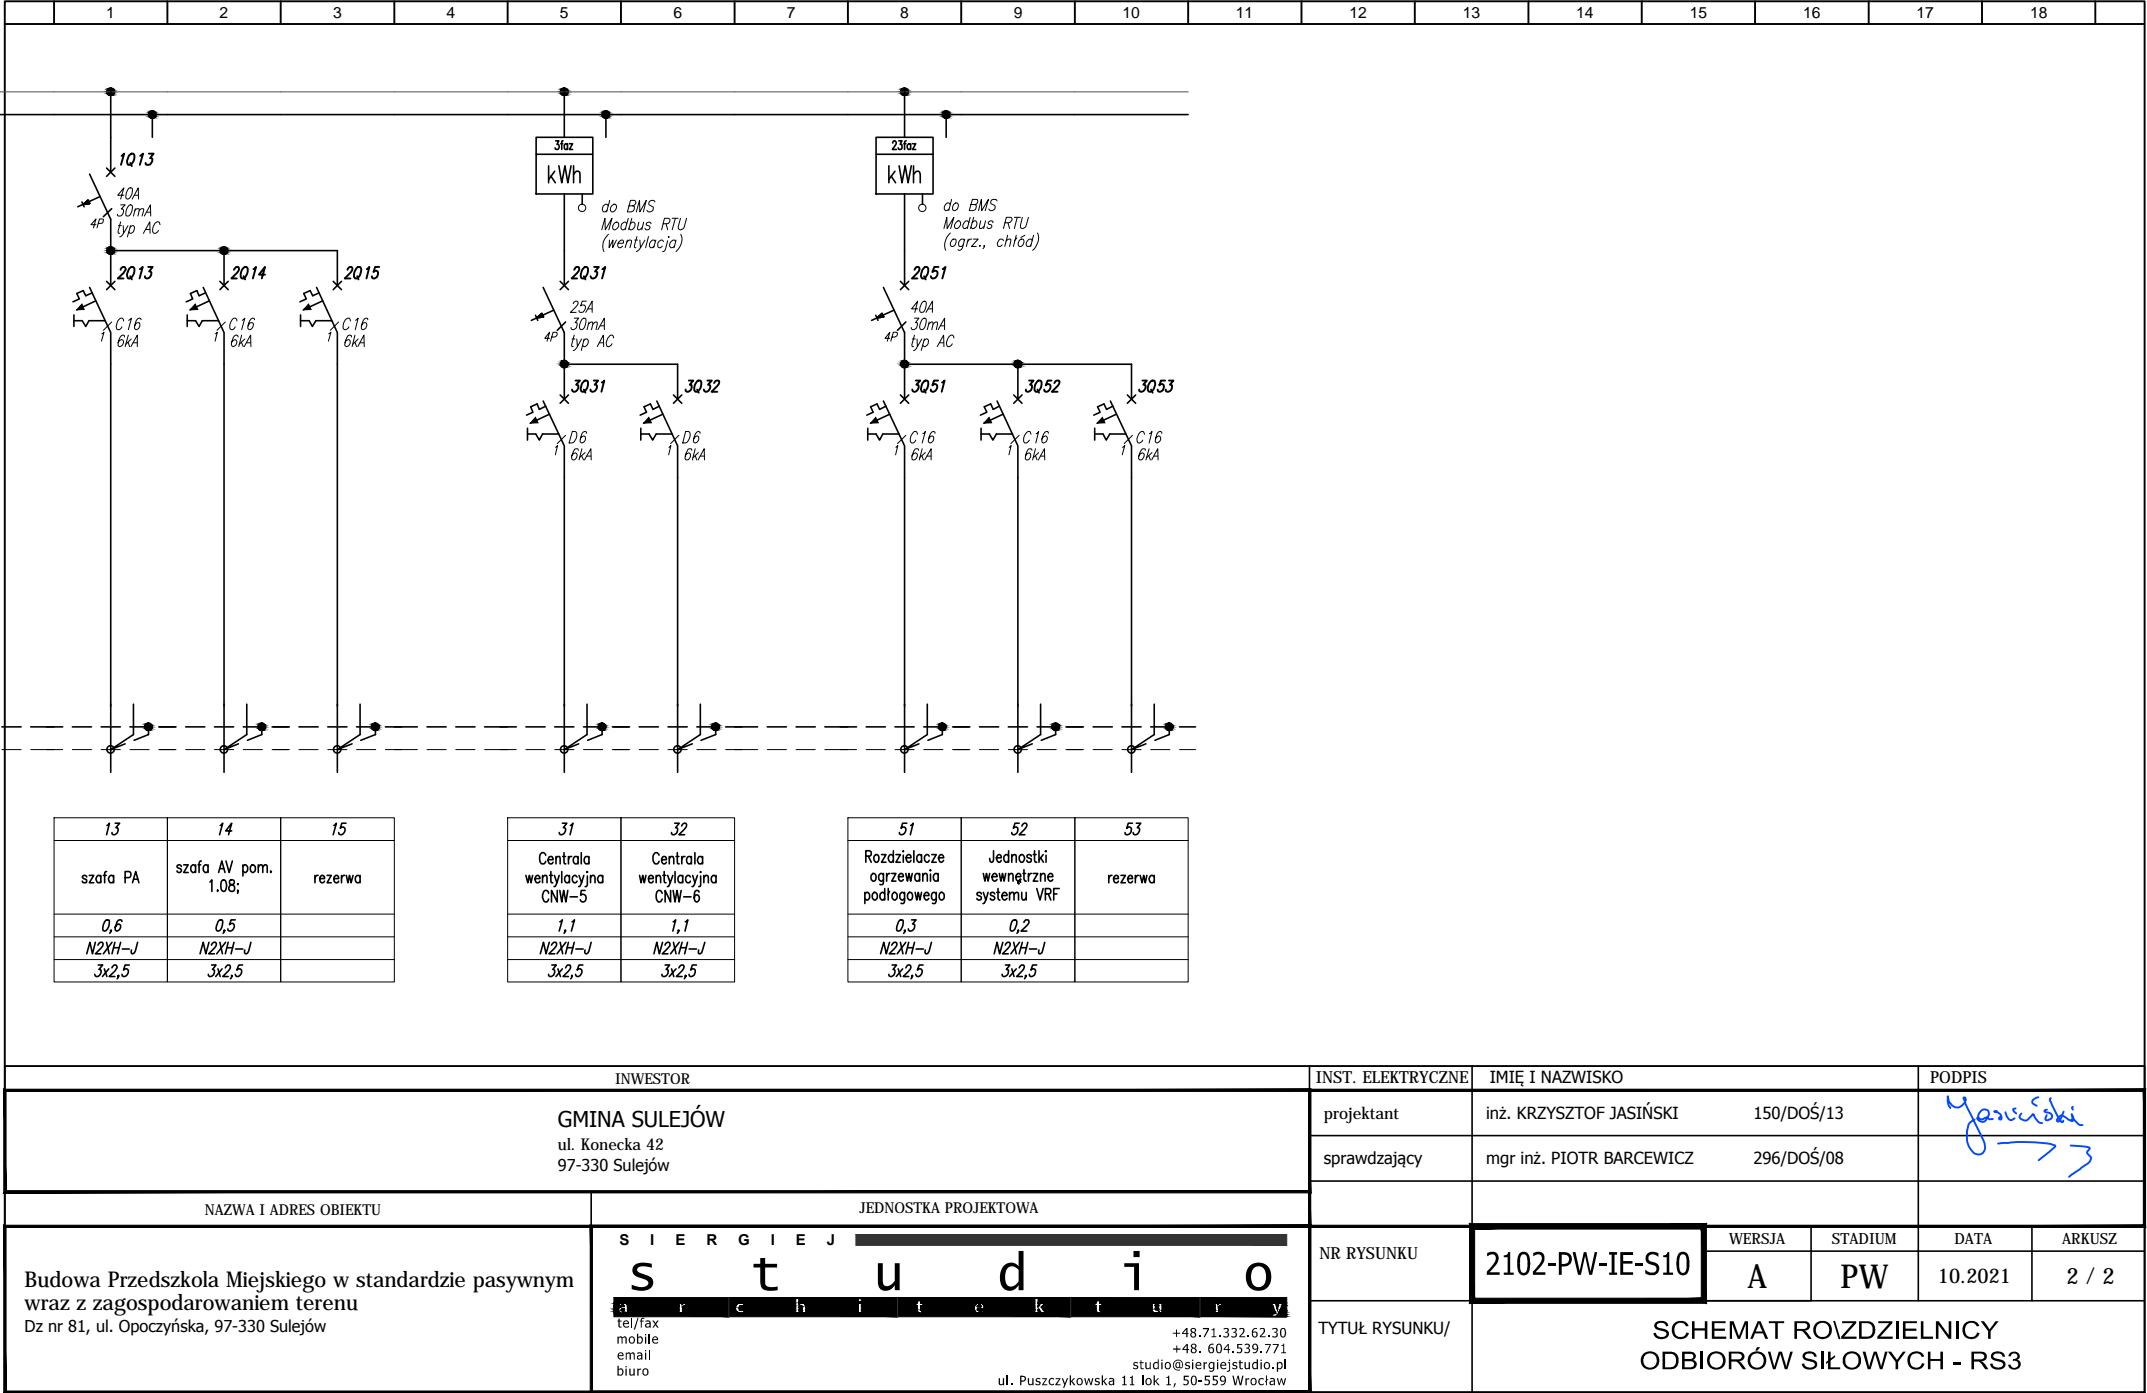 1 2 3 4 5 6 7 8 9 10 11 12 13 14 15 16 17 18
1Q13
40A
30mA
4P typ AC
2Q13
C16
1 6kA
2Q14
C16
1 6kA
2Q15
C16
1 6kA
3faz
kWh
do BMS
Modbus RTU
(wentylacja)
2Q31
25A
30mA
4P typ AC
3Q31
D6
1 6kA
3Q32
D6
1 6kA
23faz
kWh
do BMS
Modbus RTU
(ogrz., chłód)
2Q51
40A
30mA
4P typ AC
3Q51
C16
1 6kA
3Q52
C16
1 6kA
3Q53
C16
1 6kA
13 14 15
szafa PA
szafa AV pom.
1.08;
rezerwa
0,6 0,5
N2XH-J N2XH-J
3x2,5 3x2,5
31 32
Centrala
wentylacyjna
CNW-5
Centrala
wentylacyjna
CNW-6
1,1 1,1
N2XH-J N2XH-J
3x2,5 3x2,5
51 52 53
Rozdzielacze
ogrzewania
podłogowego
Jednostki
wewnętrzne
systemu VRF
rezerwa
0,3 0,2
N2XH-J N2XH-J
3x2,5 3x2,5
INWESTOR
GMINA SULEJÓW
ul. Konecka 42
97-330 Sulejów
INST. ELEKTRYCZNE IMIĘ I NAZWISKO PODPIS
projektant inż. KRZYSZTOF JASIŃSKI 150/DOŚ/13 Jasiński
sprawdzający mgr inż. PIOTR BARCEWICZ 296/DOŚ/08
NAZWA I ADRES OBIEKTU
Budowa Przedszkola Miejskiego w standardzie pasywnym
wraz z zagospodarowaniem terenu
Dz nr 81, ul. Opoczyńska, 97-330 Sulejów
JEDNOSTKA PROJEKTOWA
SIERGIEJ
studio
architektury
tel/fax +48.71.332.62.30
mobile +48. 604.539.771
email studio@siergiejstudio.pl
biuro ul. Puszczykowska 11 lok 1, 50-559 Wrocław
NR RYSUNKU 2102-PW-IE-S10
WERSJA STADIUM DATA ARKUSZ
A PW 10.2021 2 / 2
TYTUŁ RYSUNKU/
SCHEMAT RO\ZDZIELNICY
ODBIORÓW SIŁOWYCH - RS3